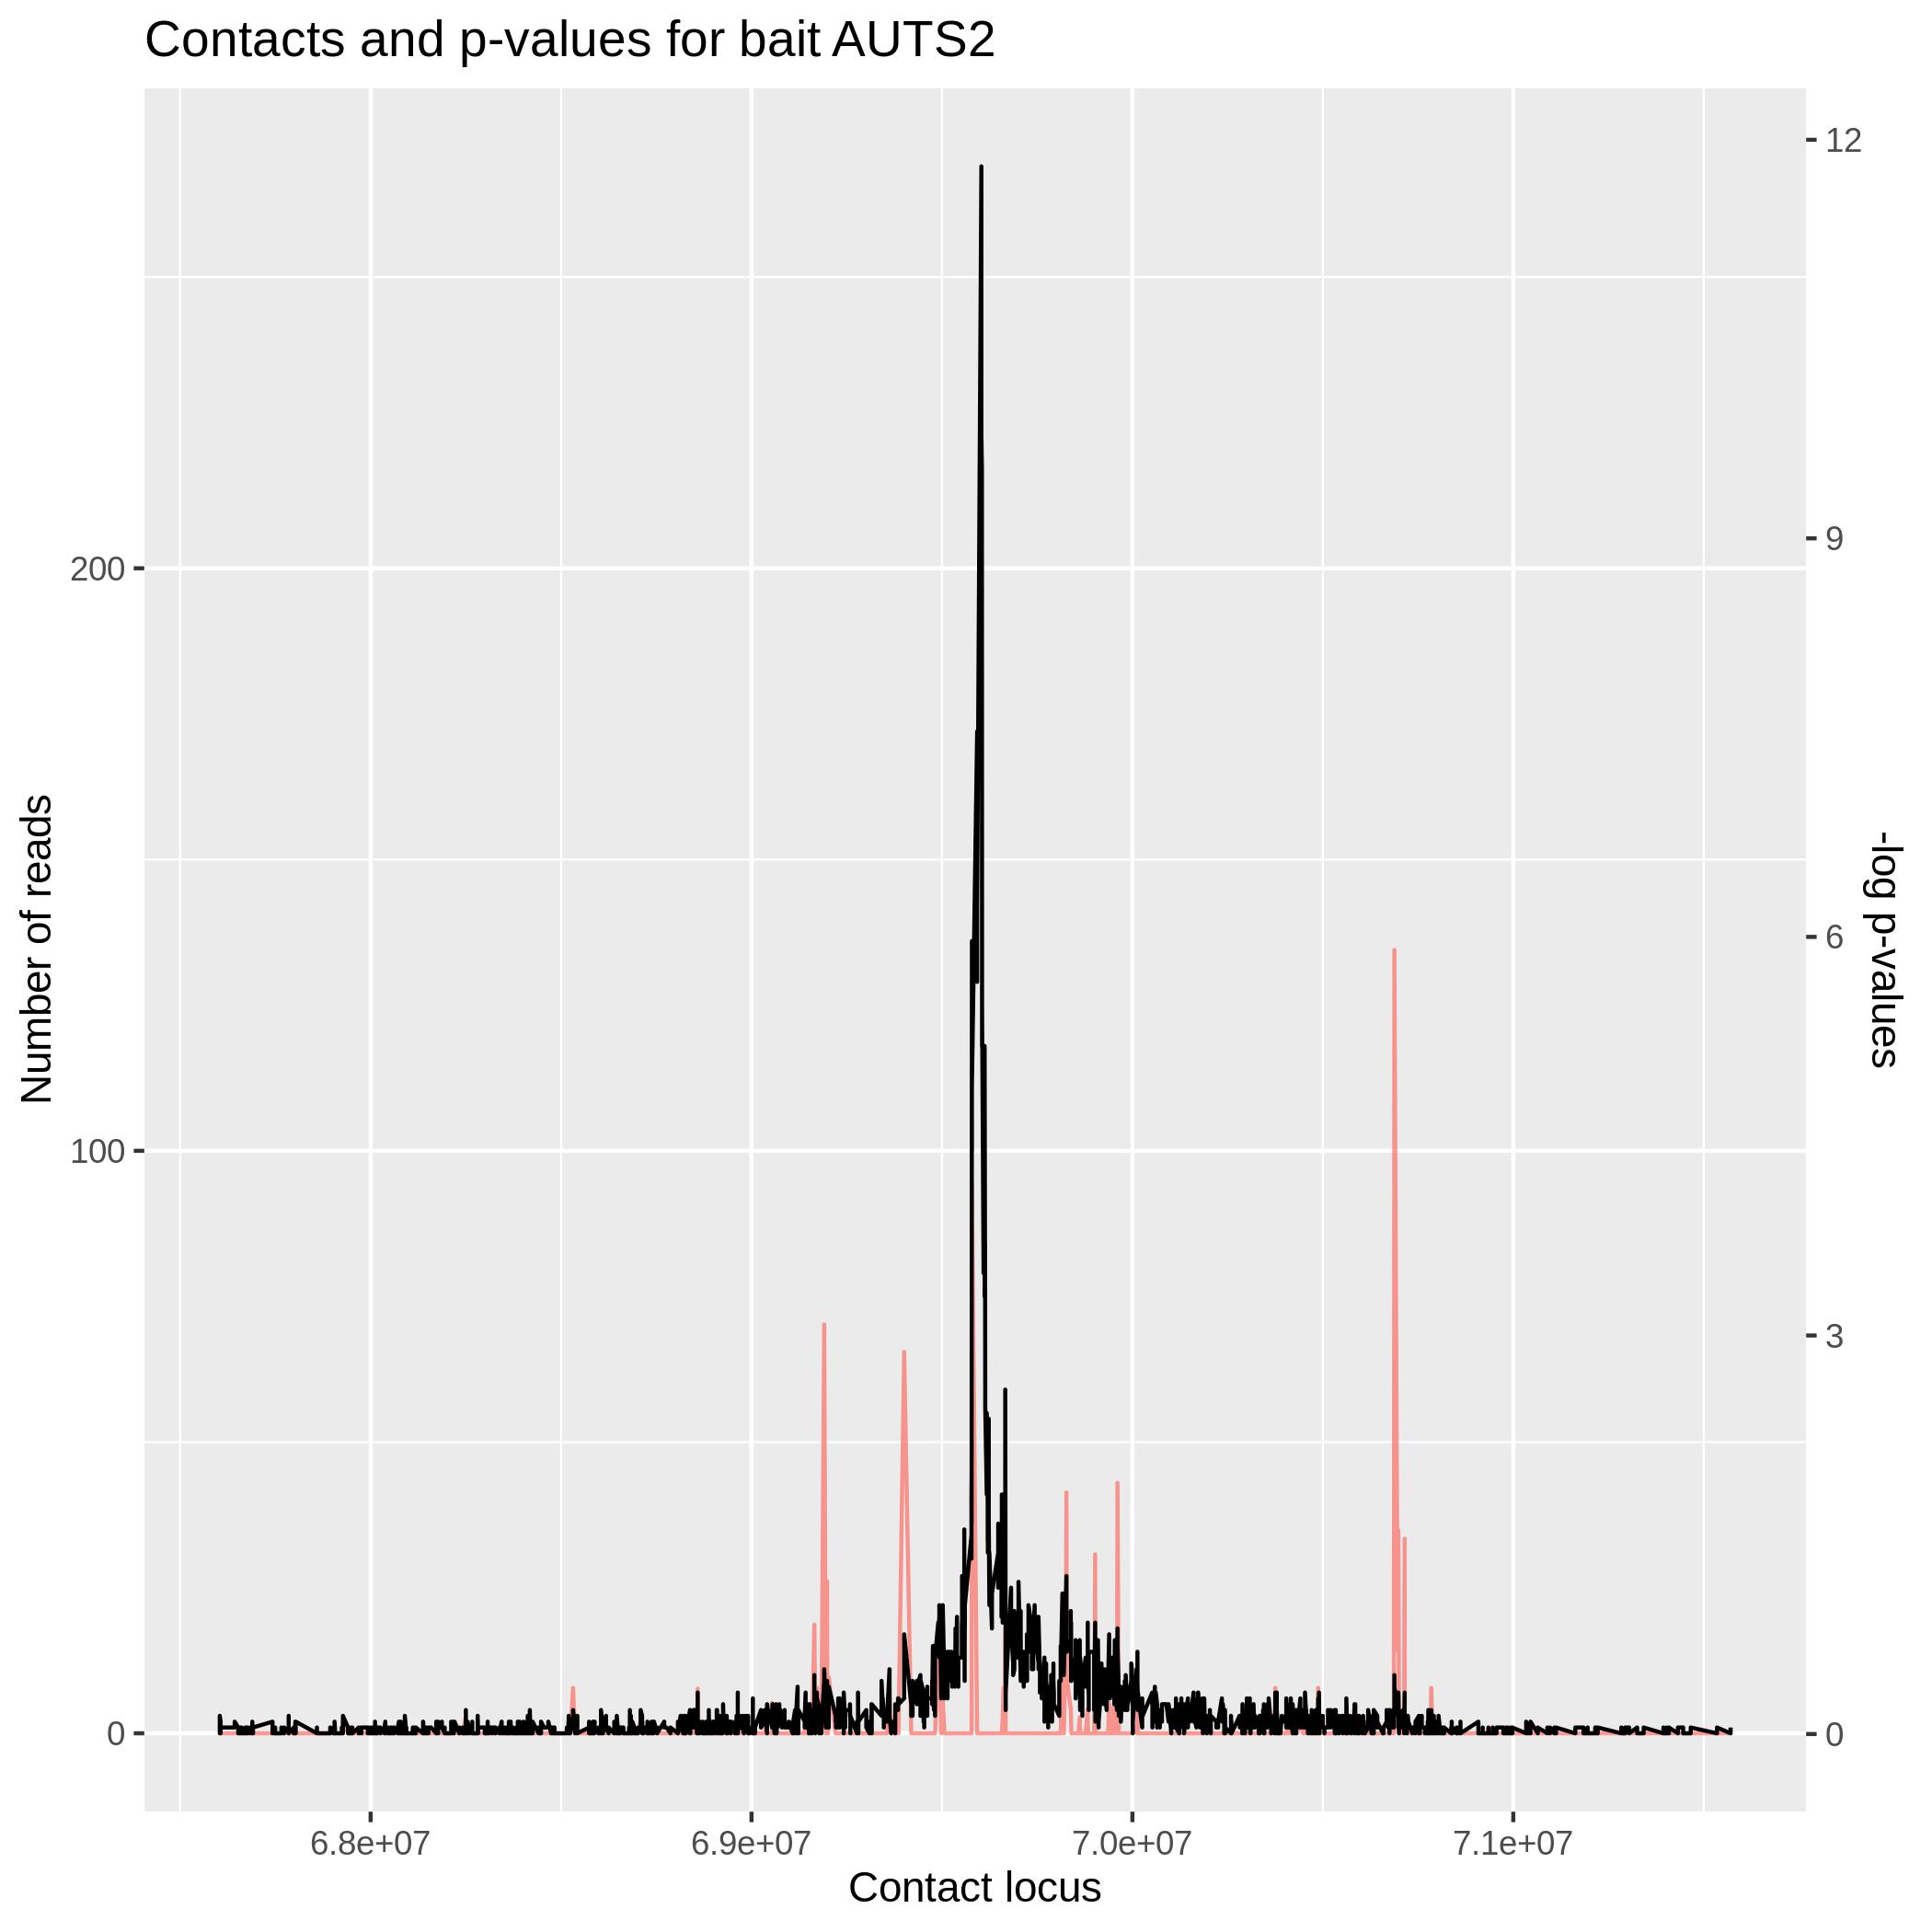 Contacts and p-values for bait AUTS2
12
9
6
3
0
200
100
0
Number of reads
-log p-values
6.8e+07
6.9e+07
7.0e+07
7.1e+07
Contact locus